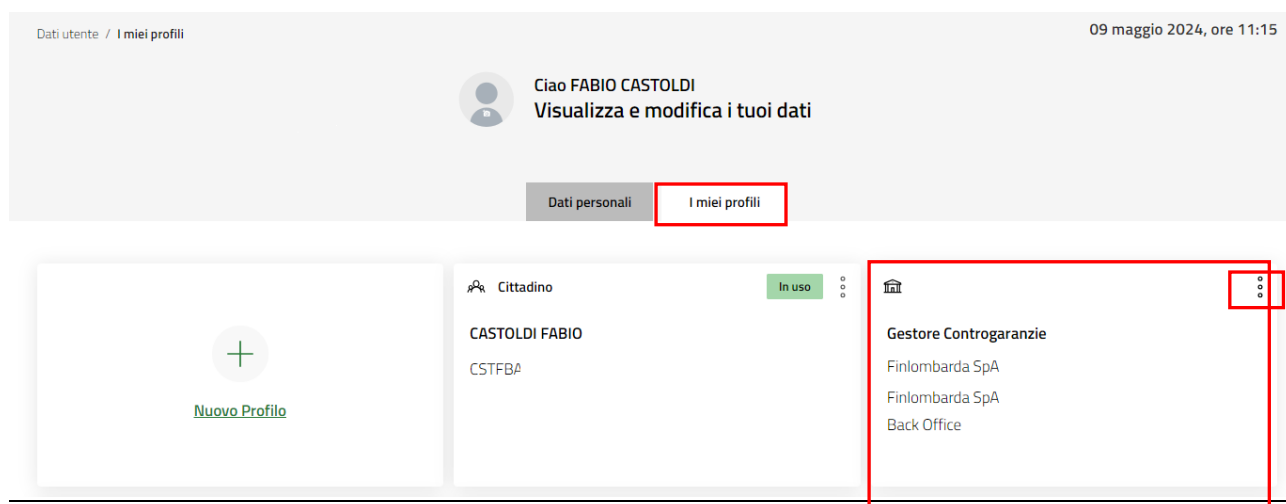 Dati utente / I miei profili
09 maggio 2024, ore 11:15
Ciao FABIO CASTOLDI
Visualizza e modifica i tuoi dati
Dati personali
I miei profili
Nuovo Profilo
Cittadino
In uso
CASTOLDI FABIO
CSTFBA
Gestore Controgaranzie
Finlombarda SpA
Finlombarda SpA
Back Office